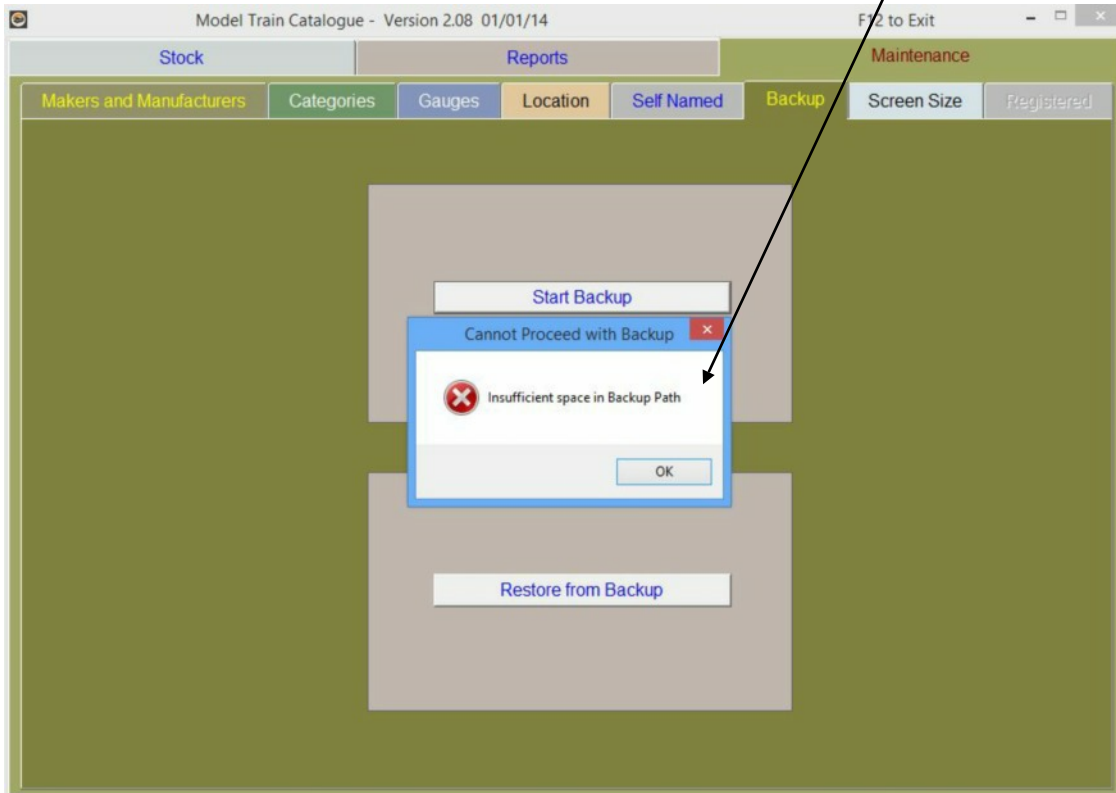 Model Train Catalogue - Version 2.08 01/01/14 F12 to Exit
Stock Reports Maintenance
Makers and Manufacturers Categories Gauges Location Self Named Backup Screen Size Registered
Start Backup
Cannot Proceed with Backup
Insufficient space in Backup Path
OK
Restore from Backup